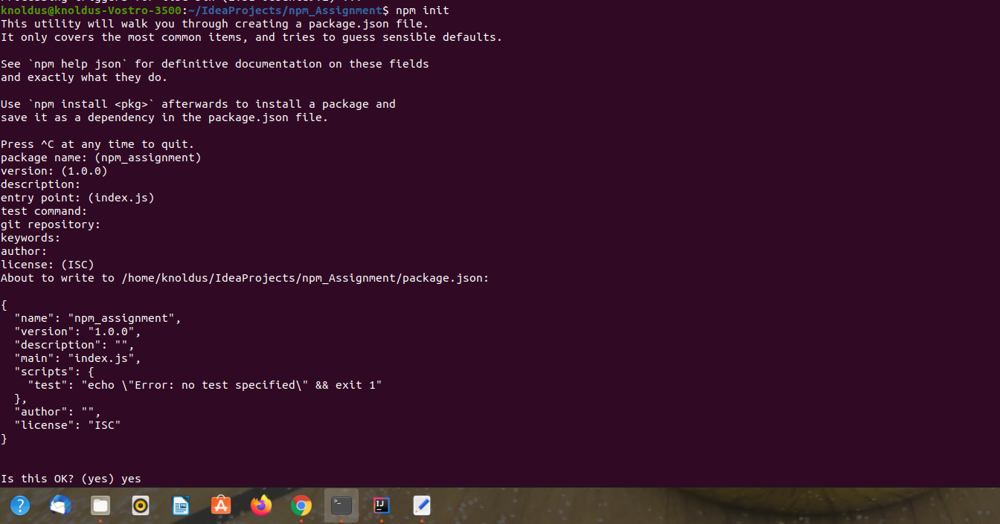 knoldus@knoldus-Vostro-3500:~/IdeaProjects/npm_Assignment$ npm init
This utility will walk you through creating a package.json file.
It only covers the most common items, and tries to guess sensible defaults.

See `npm help json` for definitive documentation on these fields
and exactly what they do.

Use `npm install <pkg>` afterwards to install a package and
save it as a dependency in the package.json file.

Press ^C at any time to quit.
package name: (npm_assignment)
version: (1.0.0)
description:
entry point: (index.js)
test command:
git repository:
keywords:
author:
license: (ISC)
About to write to /home/knoldus/IdeaProjects/npm_Assignment/package.json:

{
  "name": "npm_assignment",
  "version": "1.0.0",
  "description": "",
  "main": "index.js",
  "scripts": {
    "test": "echo \"Error: no test specified\" && exit 1"
  },
  "author": "",
  "license": "ISC"
}

Is this OK? (yes) yes
? >_ IJ